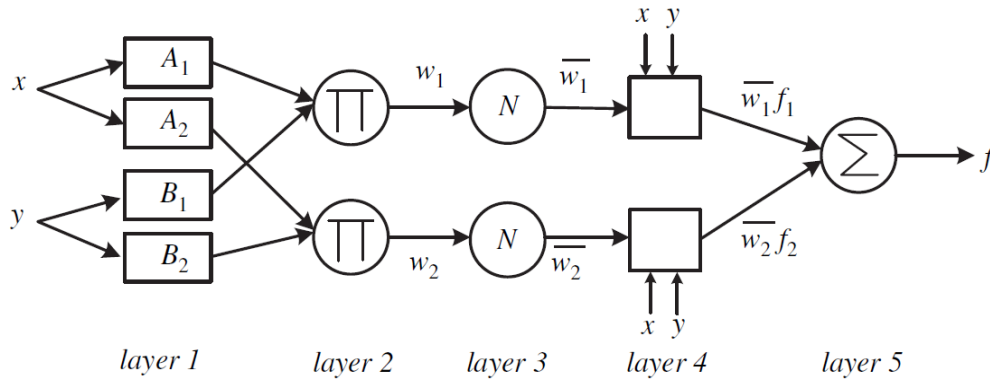 x y
A₁
x
A₂
B₁
y
B₂
∏
w₁
N
w̅₁
w̅₁f₁
∑
f
∏
w₂
N
w̅₂
w̅₂f₂
x y
layer 1 layer 2 layer 3 layer 4 layer 5